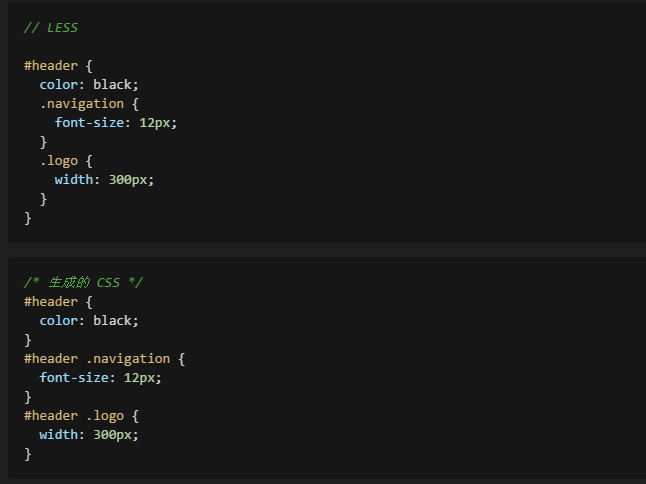 // LESS
#header {
  color: black;
  .navigation {
    font-size: 12px;
  }
  .logo {
    width: 300px;
  }
}
/* 生成的 CSS */
#header {
  color: black;
}
#header .navigation {
  font-size: 12px;
}
#header .logo {
  width: 300px;
}